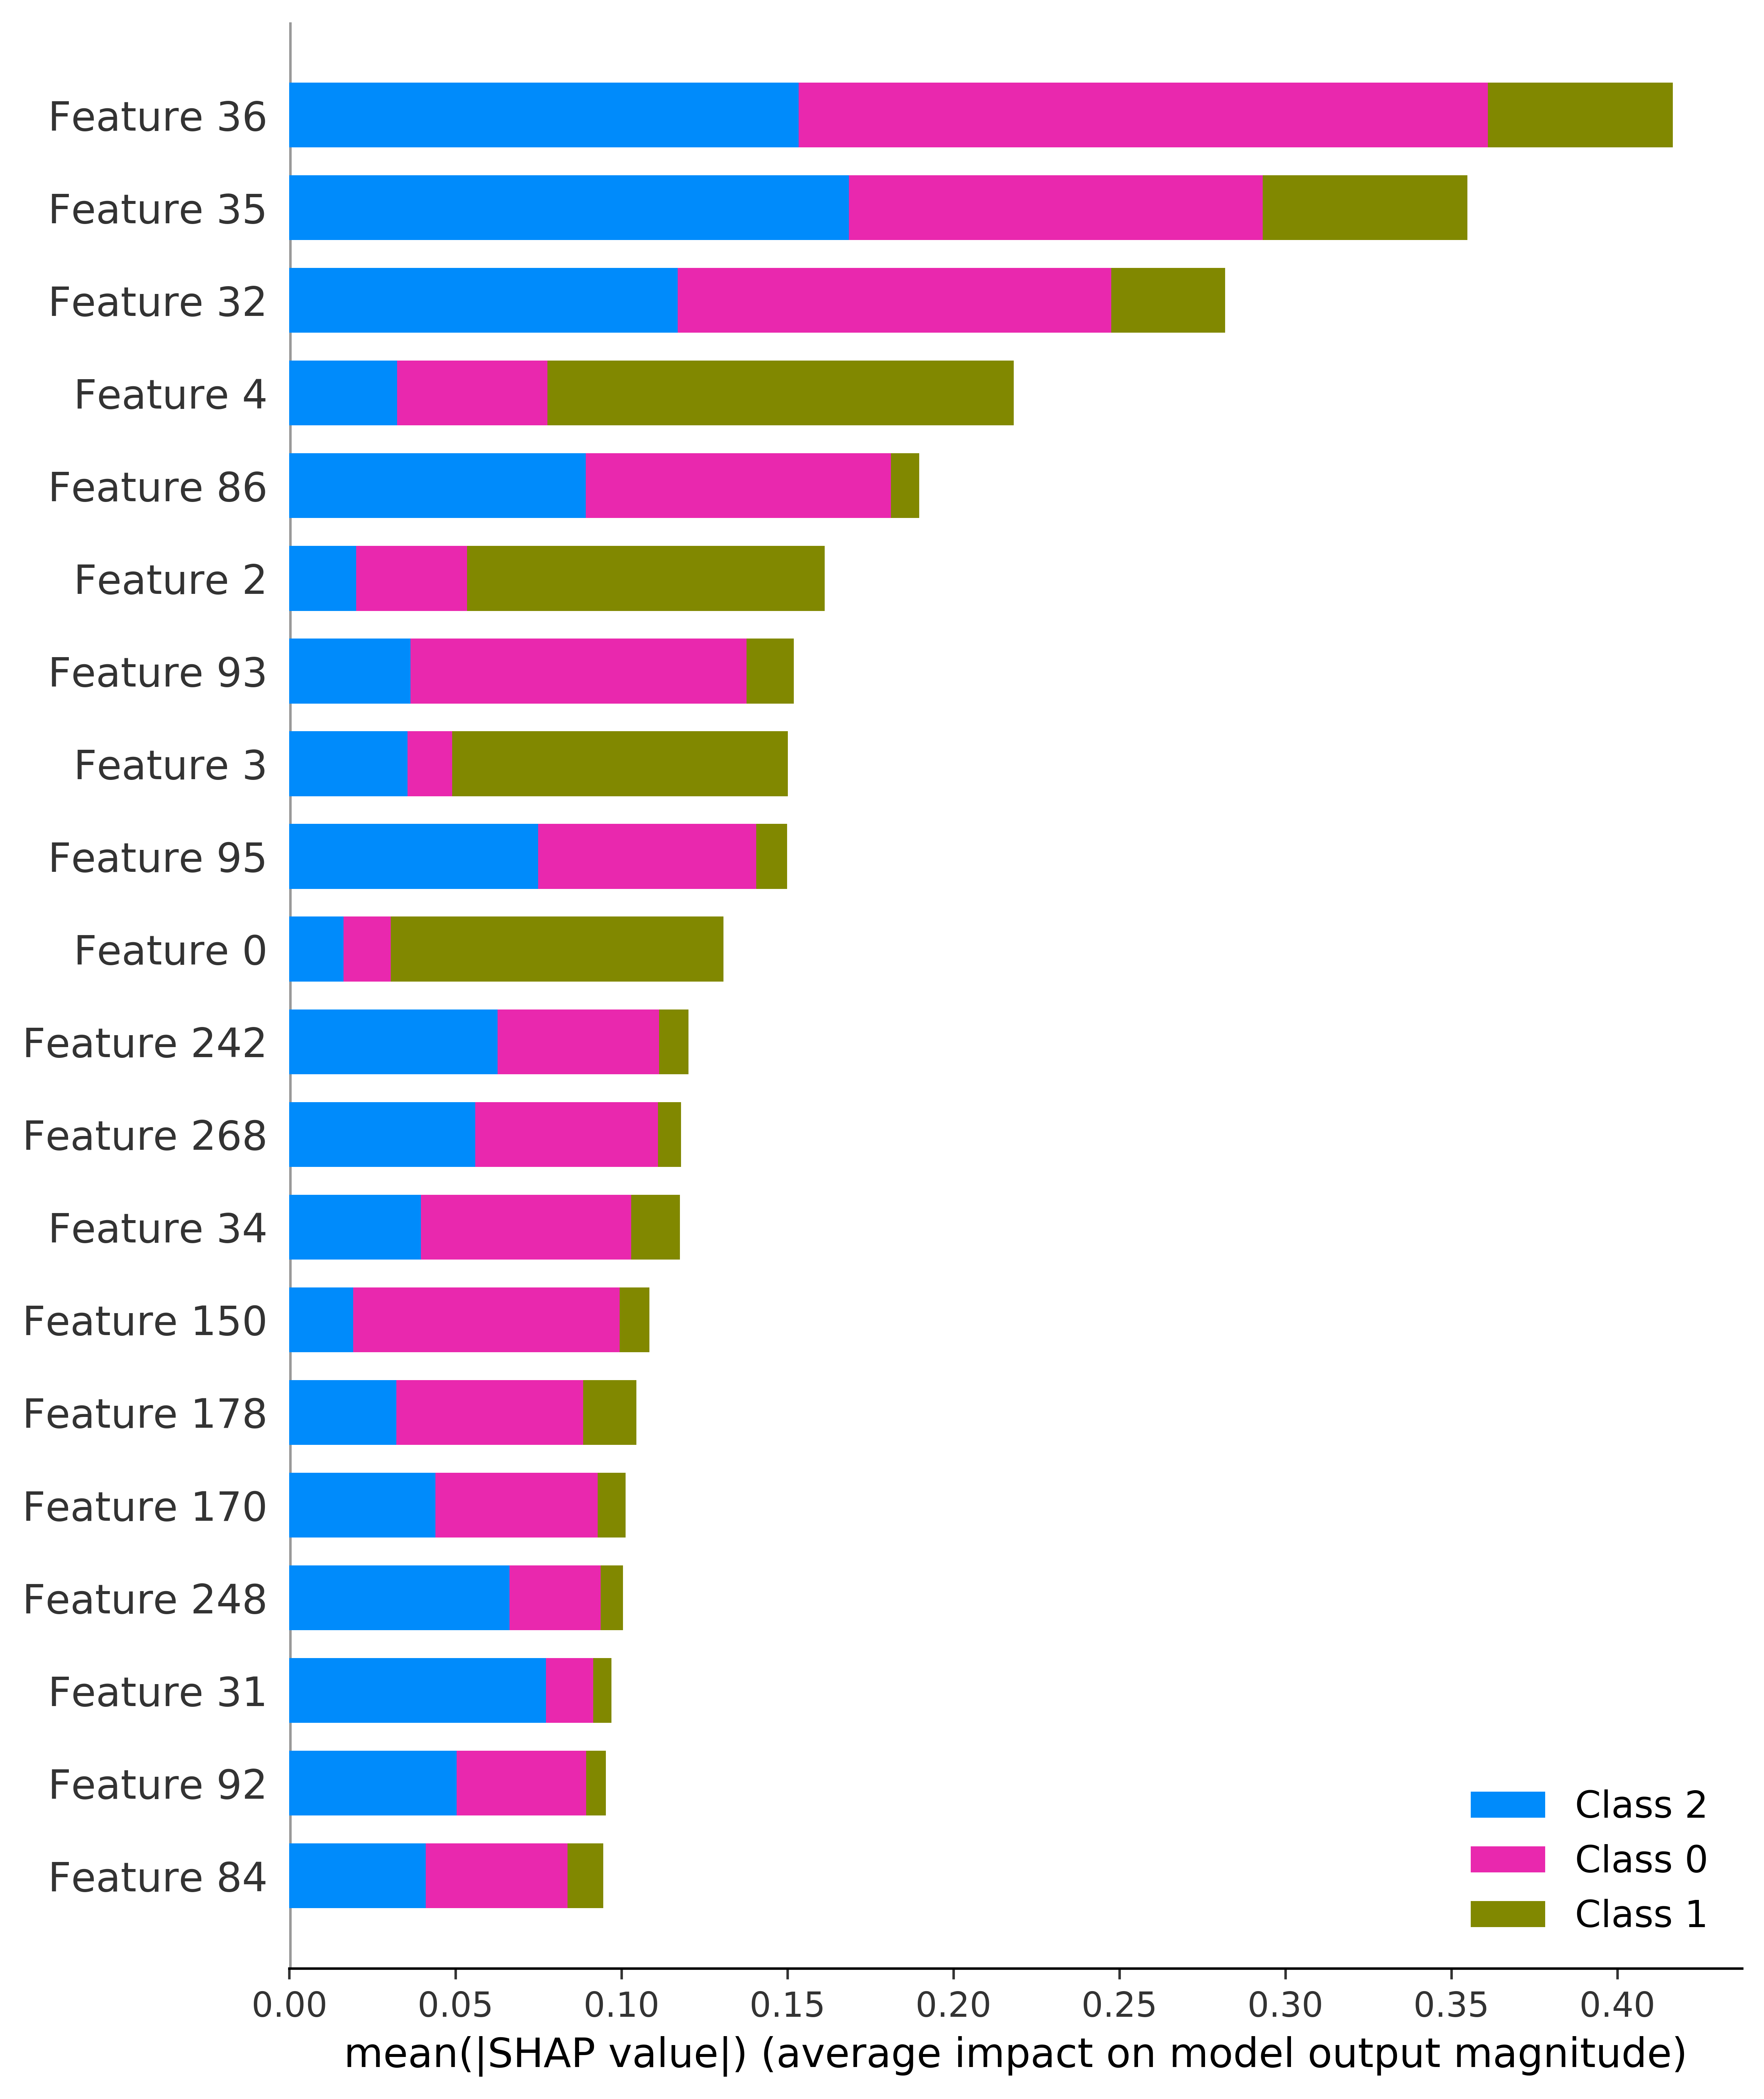 Feature 36
Feature 35
Feature 32
Feature 4
Feature 86
Feature 2
Feature 93
Feature 3
Feature 95
Feature 0
Feature 242
Feature 268
Feature 34
Feature 150
Feature 178
Feature 170
Feature 248
Feature 31
Feature 92
Feature 84
Class 2
Class 0
Class 1
0.00 0.05 0.10 0.15 0.20 0.25 0.30 0.35 0.40
mean(|SHAP value|) (average impact on model output magnitude)